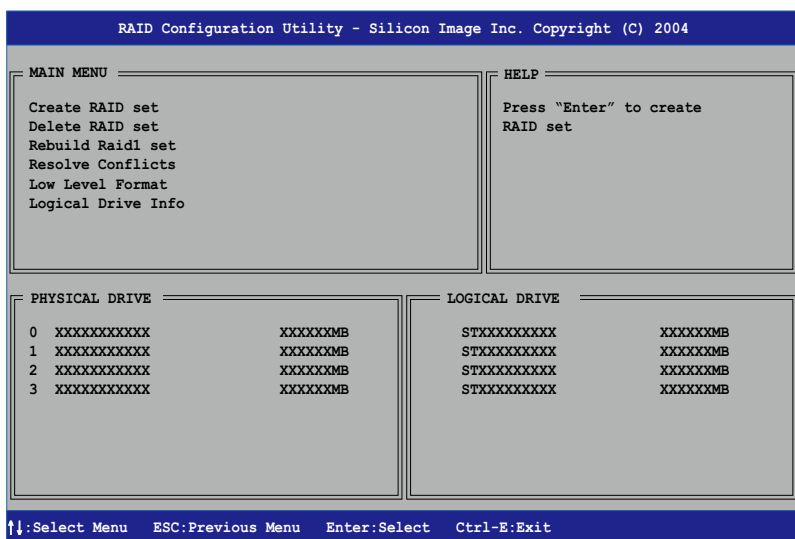 RAID Configuration Utility - Silicon Image Inc. Copyright (C) 2004
MAIN MENU
Create RAID set
Delete RAID set
Rebuild Raid1 set
Resolve Conflicts
Low Level Format
Logical Drive Info
HELP
Press “Enter” to create
RAID set
PHYSICAL DRIVE
0 XXXXXXXXXXX XXXXXXMB
1 XXXXXXXXXXX XXXXXXMB
2 XXXXXXXXXXX XXXXXXMB
3 XXXXXXXXXXX XXXXXXMB
LOGICAL DRIVE
STXXXXXXXXX XXXXXXMB
STXXXXXXXXX XXXXXXMB
STXXXXXXXXX XXXXXXMB
STXXXXXXXXX XXXXXXMB
↑↓:Select Menu ESC:Previous Menu Enter:Select Ctrl-E:Exit